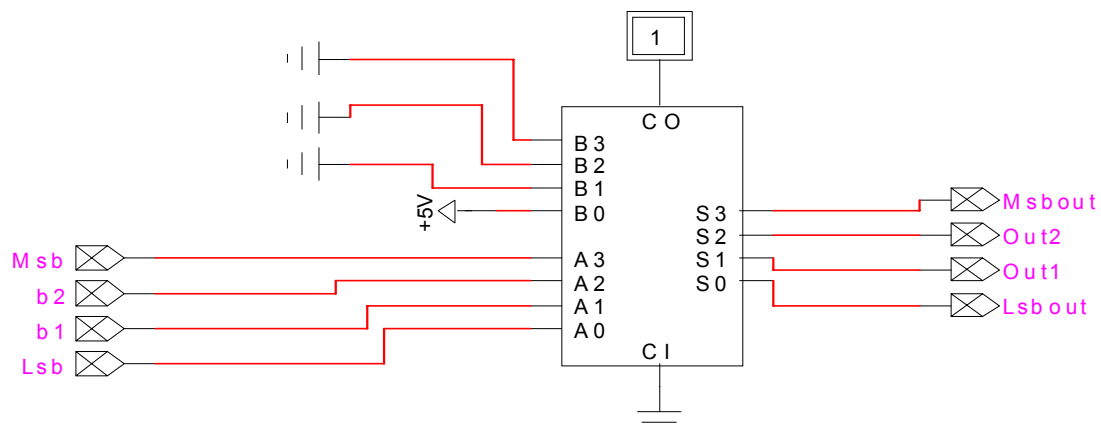 1
CO
B3
B2
B1
B0
+5V
A3
A2
A1
A0
CI
S3
S2
S1
S0
Msb
b2
b1
Lsb
Msbout
Out2
Out1
Lsbout